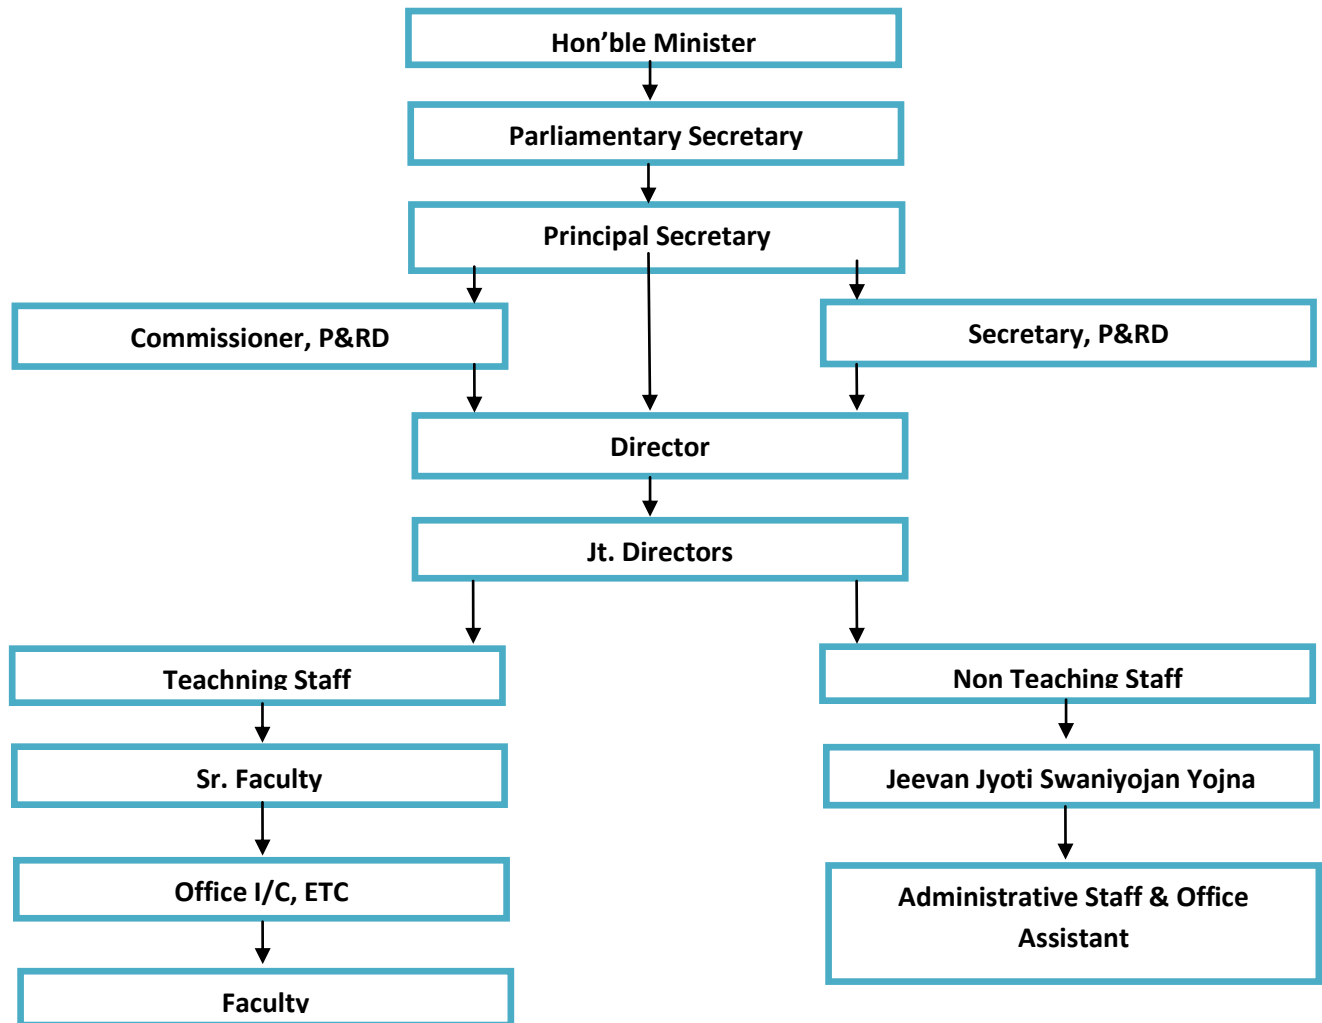 Hon’ble Minister
Parliamentary Secretary
Principal Secretary
Commissioner, P&RD
Secretary, P&RD
Director
Jt. Directors
Teachning Staff
Non Teaching Staff
Sr. Faculty
Jeevan Jyoti Swaniyojan Yojna
Office I/C, ETC
Administrative Staff & Office
Assistant
Faculty